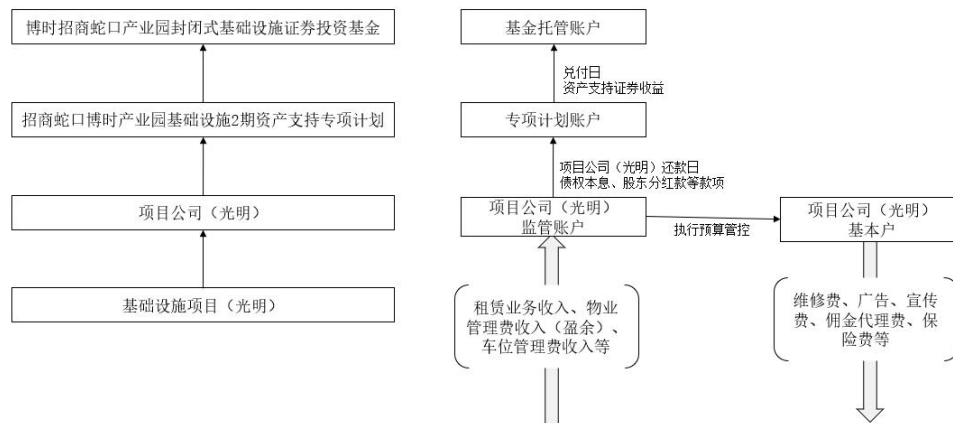 博时招商蛇口产业园封闭式基础设施证券投资基金
招商蛇口博时产业园基础设施2期资产支持专项计划
项目公司（光明）
基础设施项目（光明）
基金托管账户
兑付日
资产支持证券收益
专项计划账户
项目公司（光明）还款日
债权本息、股东分红款等款项
项目公司（光明）
监管账户
执行预算管控
项目公司（光明）
基本户
租赁业务收入、物业
管理费收入（盈余）、
车位管理费收入等
维修费、广告、宣传
费、佣金代理费、保
险费等